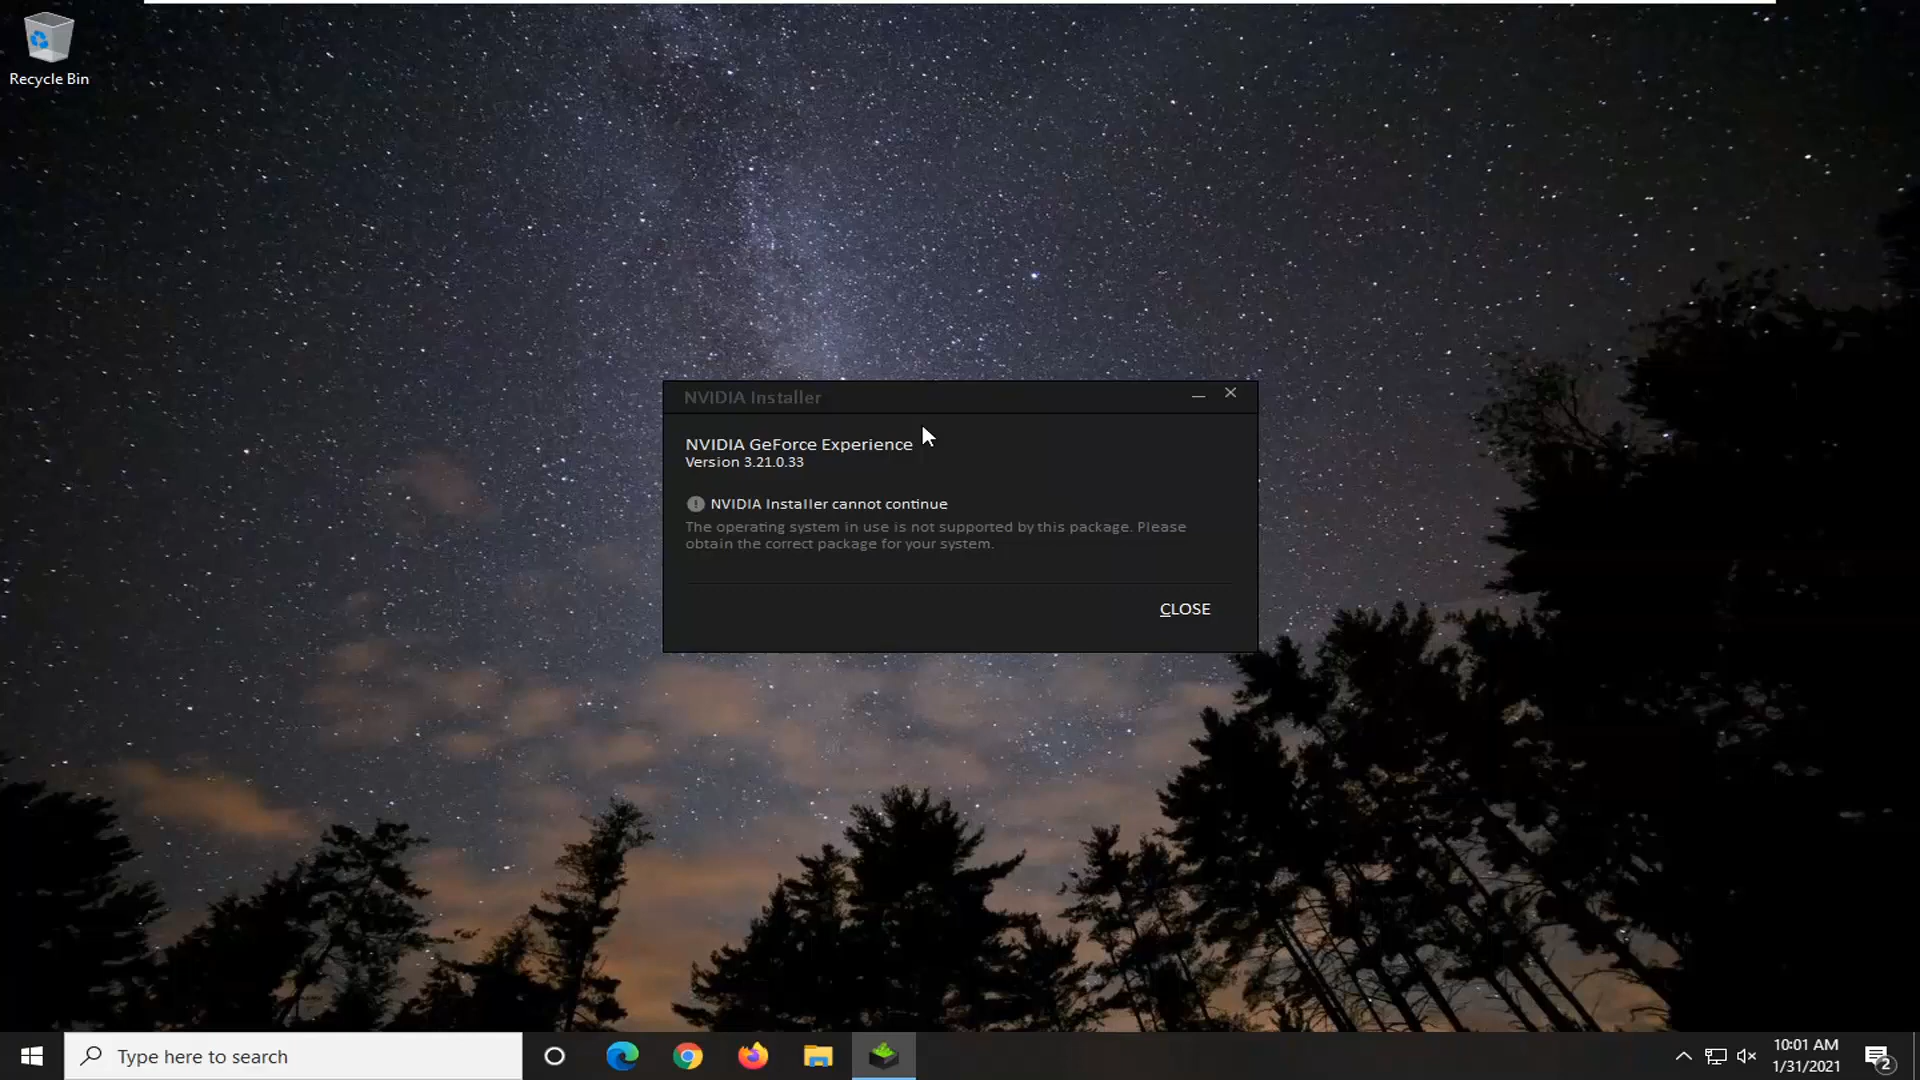 Recycle Bin
NVIDIA Installer
NVIDIA GeForce Experience
Version 3.21.0.33
NVIDIA Installer cannot continue
The operating system in use is not supported by this package. Please
obtain the correct package for your system.
CLOSE
Type here to search
10:01 AM
1/31/2021
2